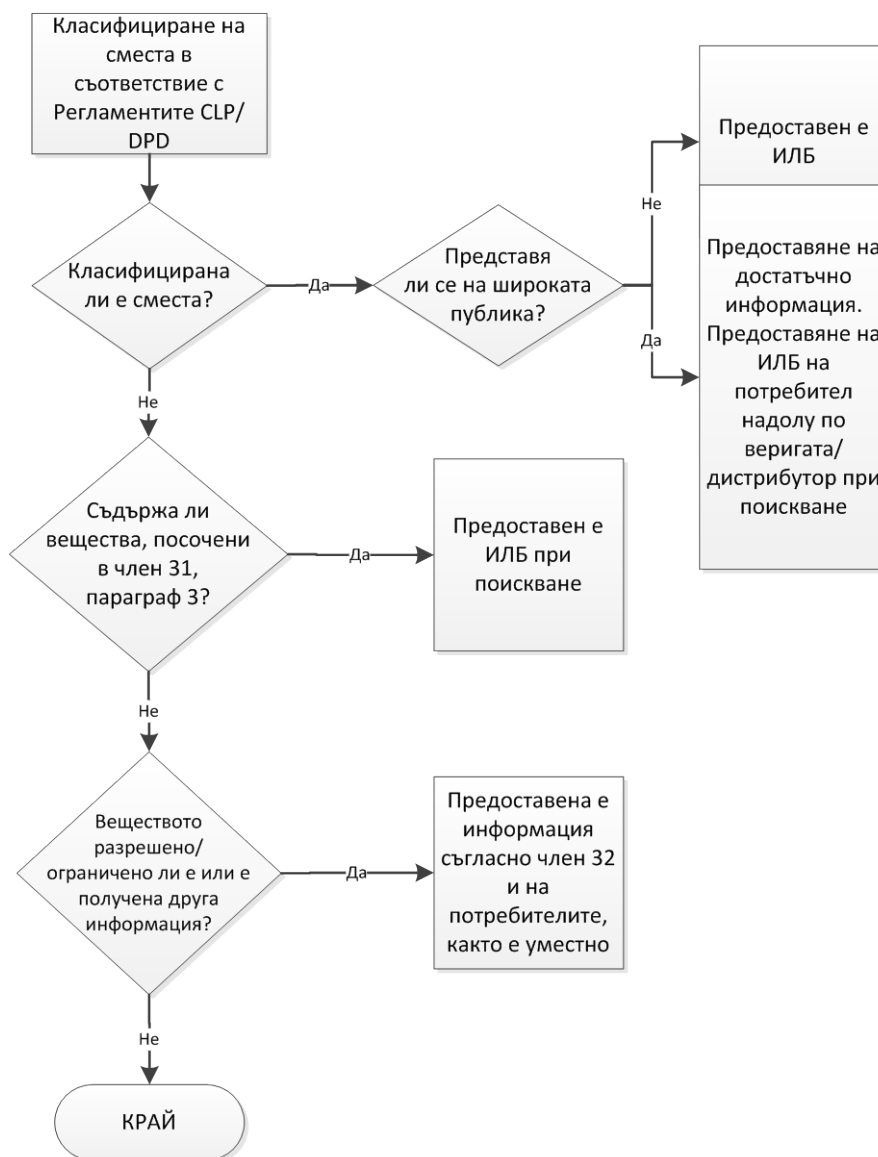 Класифициране на
сместа в
съответствие с
Регламентите CLP/
DPD
Предоставен е
ИЛБ
Не
Класифицирана
ли е сместа?
Да
Представя
ли се на широката
публика?
Да
Предоставяне на
достатъчно
информация.
Предоставяне на
ИЛБ на
потребител
надолу по
веригата/
дистрибутор при
поискване
Не
Съдържа ли
вещества, посочени
в член 31,
параграф 3?
Да
Предоставен е
ИЛБ при
поискване
Не
Веществото
разрешено/
ограничено ли е или е
получена друга
информация?
Да
Предоставена е
информация
съгласно член 32
и на
потребителите,
както е уместно
Не
КРАЙ